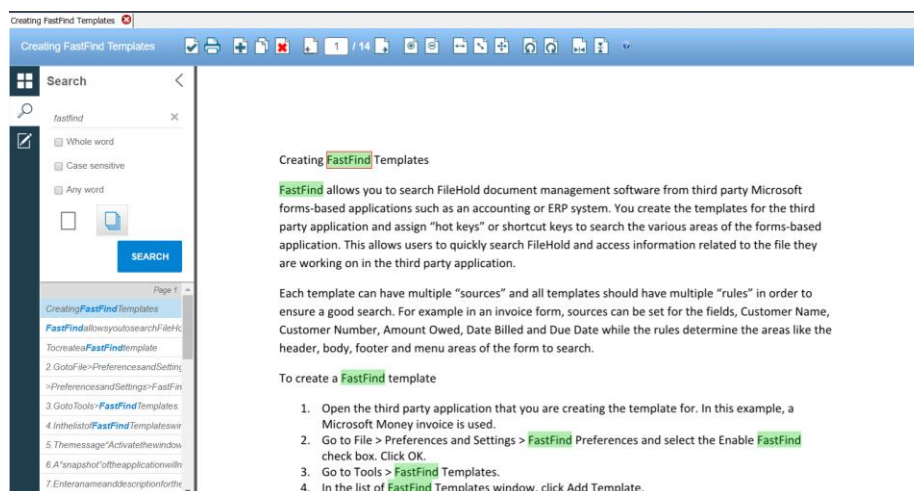 Creating FastFind Templates
Creating FastFind Templates
1 / 14
Search
fastfind
Whole word
Case sensitive
Any word
SEARCH
Page 1
CreatingFastFindTemplates
FastFindallowsyoutosearchFileHo
TocreateaFastFindtemplate
2.GotoFile>PreferencesandSetting
>PreferencesandSettings>FastFin
3.GotoTools>FastFindTemplates.
4.InthelistofFastFindTemplateswin
5.Themessage"Activatethewindow
6.A"snapshot"oftheapplicationwilln
7.Enteranameanddescriptionforthe
Creating FastFind Templates
FastFind allows you to search FileHold document management software from third party Microsoft
forms-based applications such as an accounting or ERP system. You create the templates for the third
party application and assign “hot keys” or shortcut keys to search the various areas of the forms-based
application. This allows users to quickly search FileHold and access information related to the file they
are working on in the third party application.
Each template can have multiple “sources” and all templates should have multiple “rules” in order to
ensure a good search. For example in an invoice form, sources can be set for the fields, Customer Name,
Customer Number, Amount Owed, Date Billed and Due Date while the rules determine the areas like the
header, body, footer and menu areas of the form to search.
To create a FastFind template
1. Open the third party application that you are creating the template for. In this example, a
Microsoft Money invoice is used.
2. Go to File > Preferences and Settings > FastFind Preferences and select the Enable FastFind
check box. Click OK.
3. Go to Tools > FastFind Templates.
4. In the list of FastFind Templates window, click Add Template.